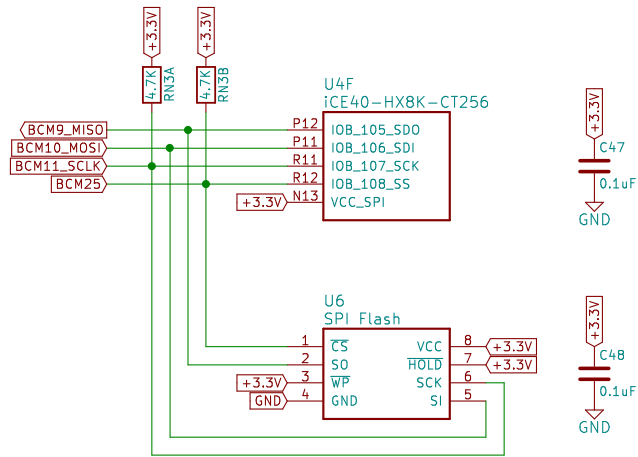 +3.3V
+3.3V
4.7K
RN3A
4.7K
RN3B
U4F
iCE40-HX8K-CT256
BCM9_MISO
P12
IOB_105_SDO
BCM10_MOSI
P11
IOB_106_SDI
BCM11_SCLK
R11
IOB_107_SCK
BCM25
R12
IOB_108_SS
+3.3V
N13
VCC_SPI
+3.3V
C47
0.1uF
GND
U6
SPI Flash
1
CS
VCC
8
+3.3V
2
SO
HOLD
7
+3.3V
+3.3V
3
WP
SCK
6
GND
4
GND
SI
5
+3.3V
C48
0.1uF
GND